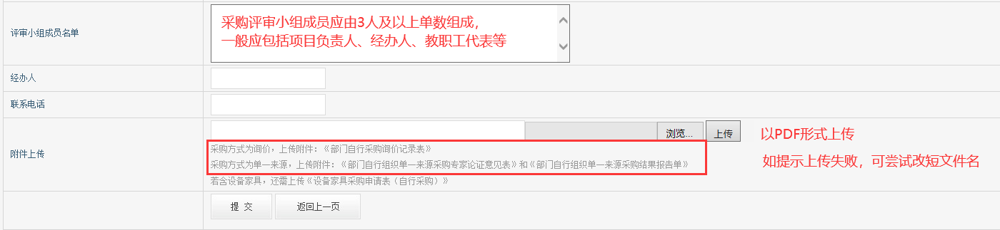 评审小组成员名单
采购评审小组成员应由3人及以上单数组成，
一般应包括项目负责人、经办人、教职工代表等
经办人
联系电话
附件上传
浏览... 上传
以PDF形式上传
采购方式为询价，上传附件：《部门自行采购询价记录表》
采购方式为单一来源，上传附件：《部门自行组织单一来源采购专家论证意见表》和《部门自行组织单一来源采购结果报告单》
如提示上传失败，可尝试改短文件名
若含设备家具，还需上传《设备家具采购申请表（自行采购）》
提 交 返回上一页